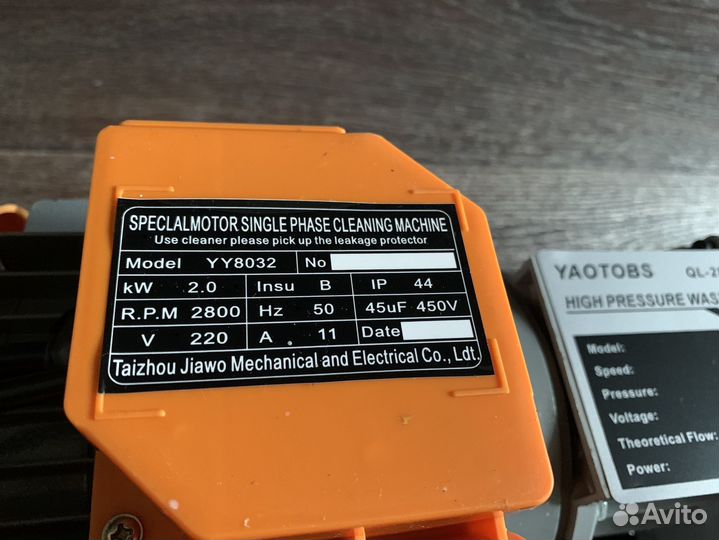 SPECLALMOTOR SINGLE PHASE CLEANING MACHINE
Use cleaner please pick up the leakage protector
Model YY8032 No
kW 2.0 Insu B IP 44
R.P.M 2800 Hz 50 45uF 450V
V 220 A. 11 Date
Taizhou Jiawo Mechanical and Electrical Co., Ldt.
YAOTOBS
HIGH PRESSURE
Model:
Speed:
Pressure:
Voltage:
Theoretical Flow:
Power:
Avito